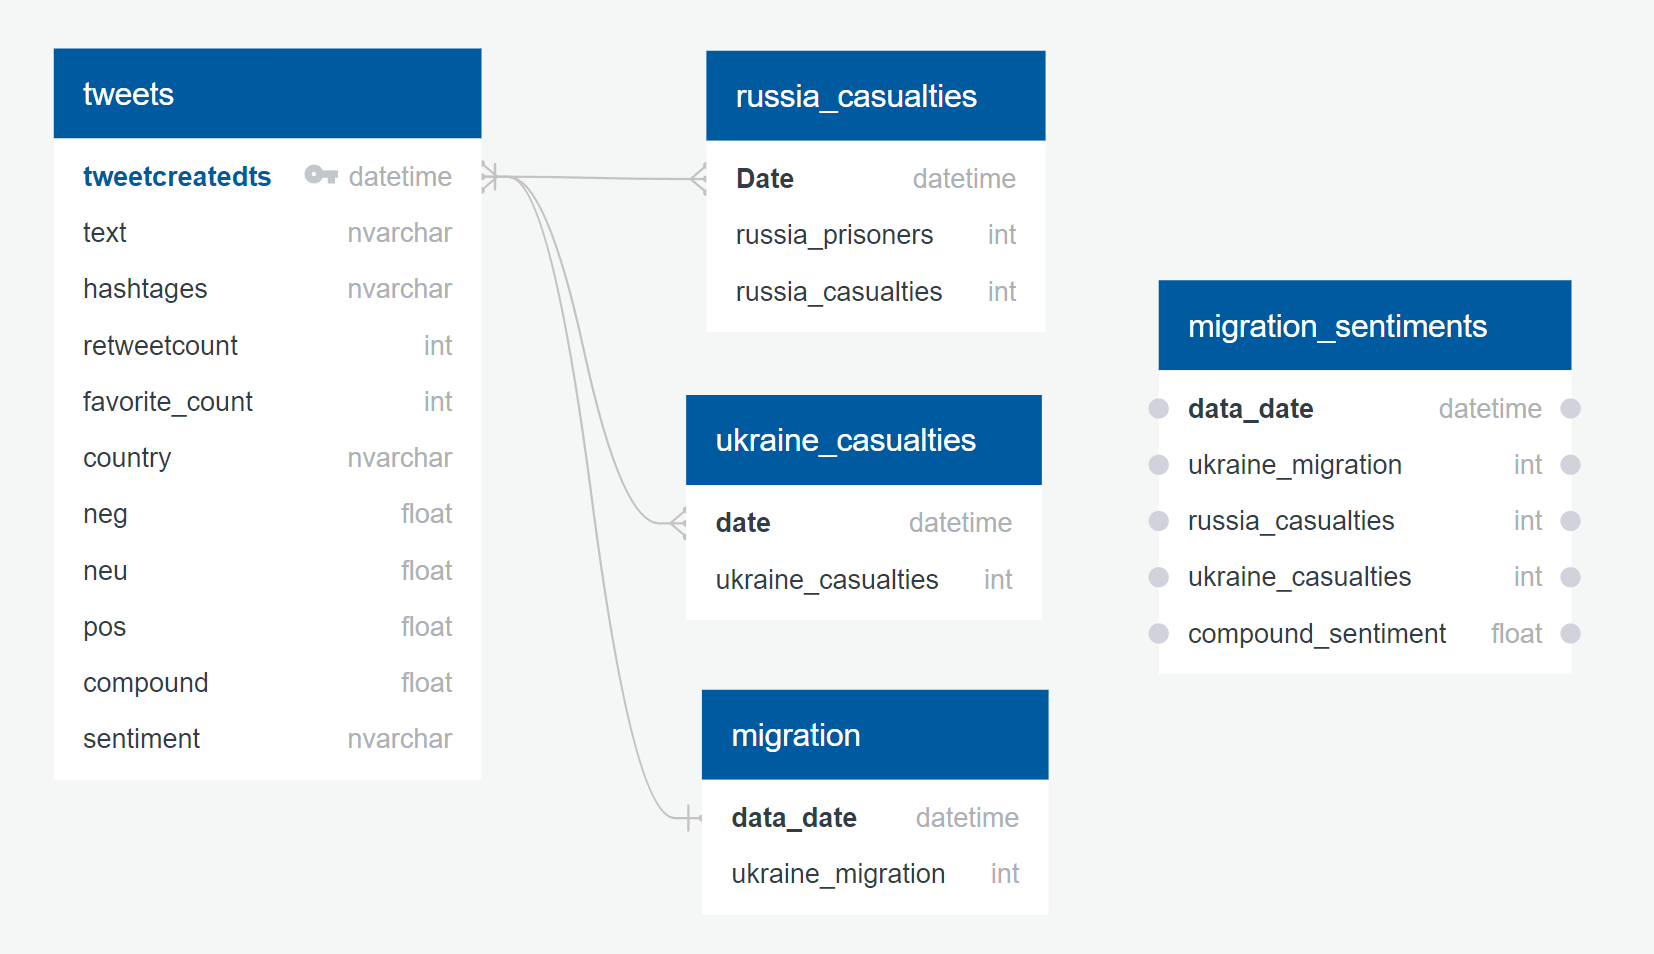 tweets
tweetcreatedts datetime
text nvarchar
hashtages nvarchar
retweetcount int
favorite_count int
country nvarchar
neg float
neu float
pos float
compound float
sentiment nvarchar
russia_casualties
Date datetime
russia_prisoners int
russia_casualties int
ukraine_casualties
date datetime
ukraine_casualties int
migration
data_date datetime
ukraine_migration int
migration_sentiments
data_date datetime
ukraine_migration int
russia_casualties int
ukraine_casualties int
compound_sentiment float